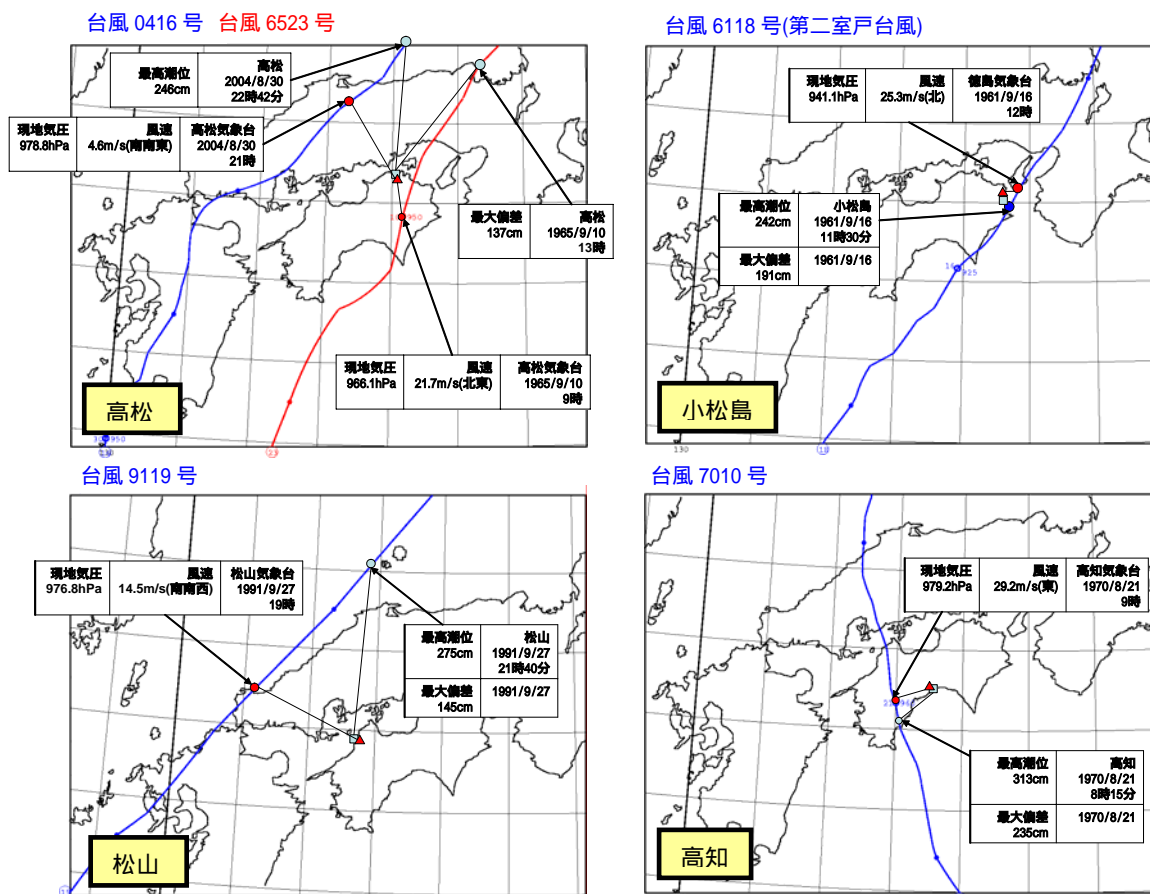 台風 0416 号 台風 6523 号
最高潮位 高松
246cm 2004/8/30
22時42分
現地気圧 風速 高松気象台
978.8hPa 4.6m/s(南南東) 2004/8/30
21時
最大偏差 高松
137cm 1965/9/10
13時
現地気圧 風速 高松気象台
966.1hPa 21.7m/s(北東) 1965/9/10
9時
高松
130
台風 6118 号(第二室戸台風)
現地気圧 風速 徳島気象台
941.1hPa 25.3m/s(北) 1961/9/16
12時
最高潮位 小松島
242cm 1961/9/16
11時30分
最大偏差 1961/9/16
191cm
16 925
小松島
130
18
台風 9119 号
現地気圧 風速 松山気象台
976.8hPa 14.5m/s(南南西) 1991/9/27
19時
最高潮位 松山
275cm 1991/9/27
21時40分
最大偏差 1991/9/27
145cm
松山
台風 7010 号
現地気圧 風速 高知気象台
979.2hPa 29.2m/s(東) 1970/8/21
9時
最高潮位 高知
313cm 1970/8/21
8時15分
最大偏差 1970/8/21
235cm
高知
130